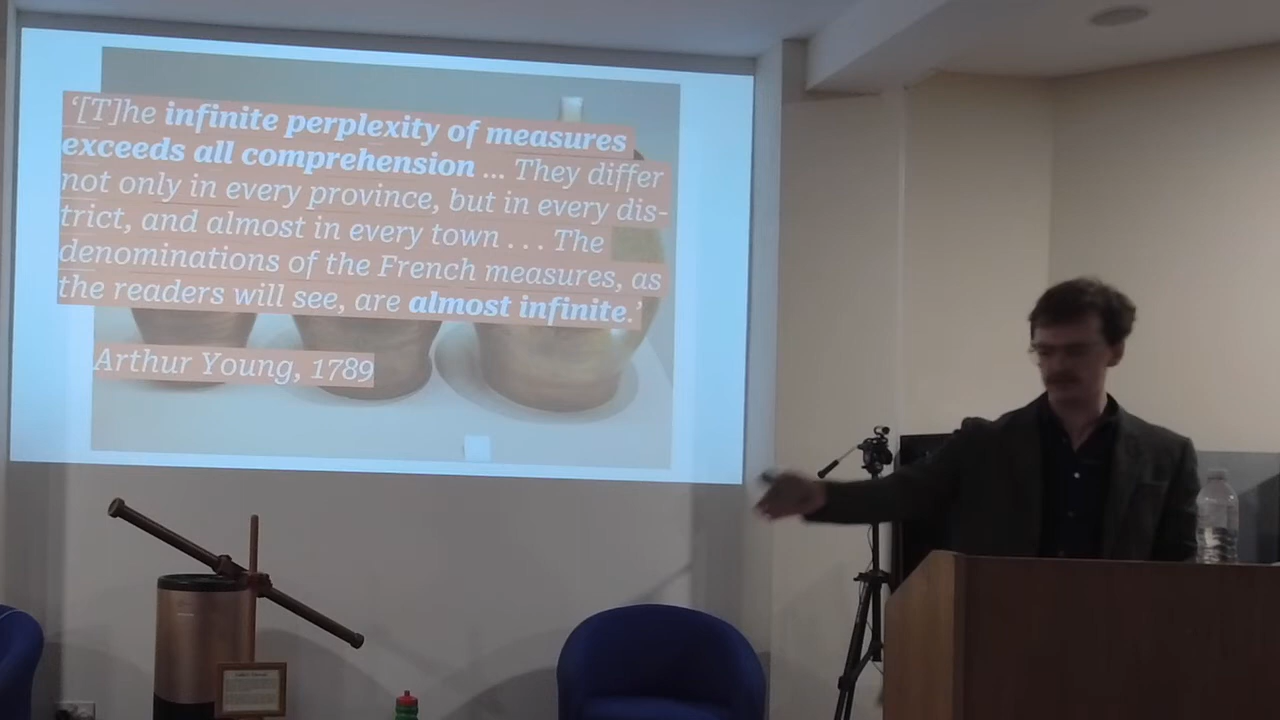 ‘[T]he infinite perplexity of measures
exceeds all comprehension ... They differ
not only in every province, but in every dis-
trict, and almost in every town . . . The
denominations of the French measures, as
the readers will see, are almost infinite.’
Arthur Young, 1789